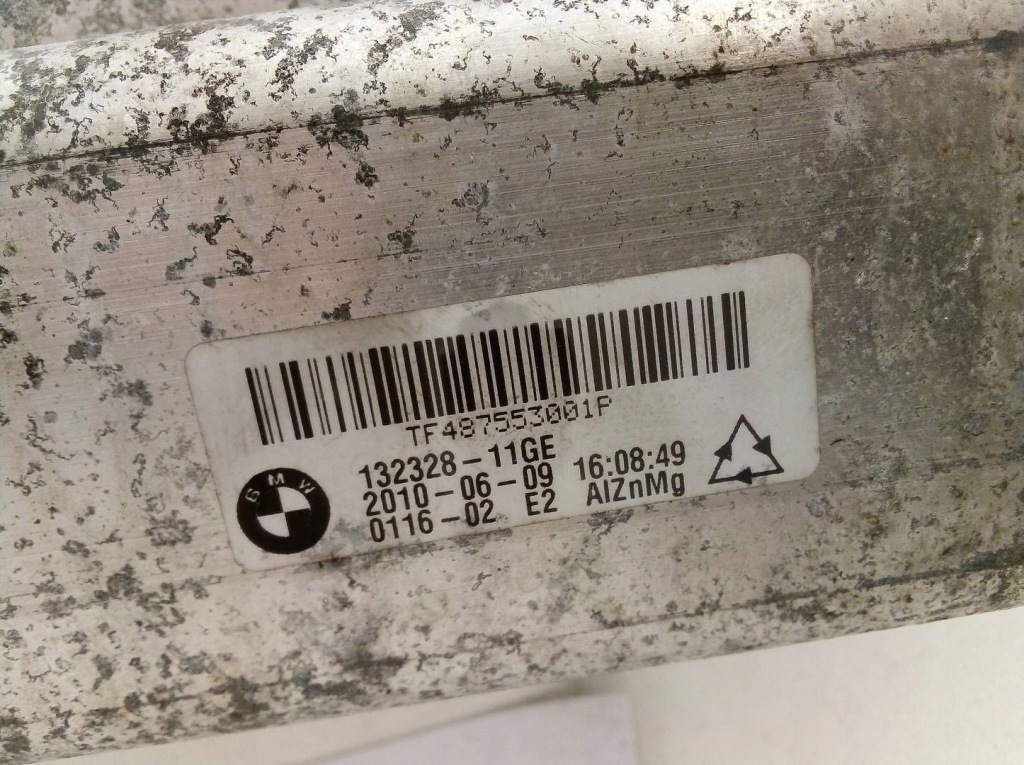 TF487553001P
132328-11GE
2010-06-09 16:08:49
0116-02 E2 AlZnMg
BMW